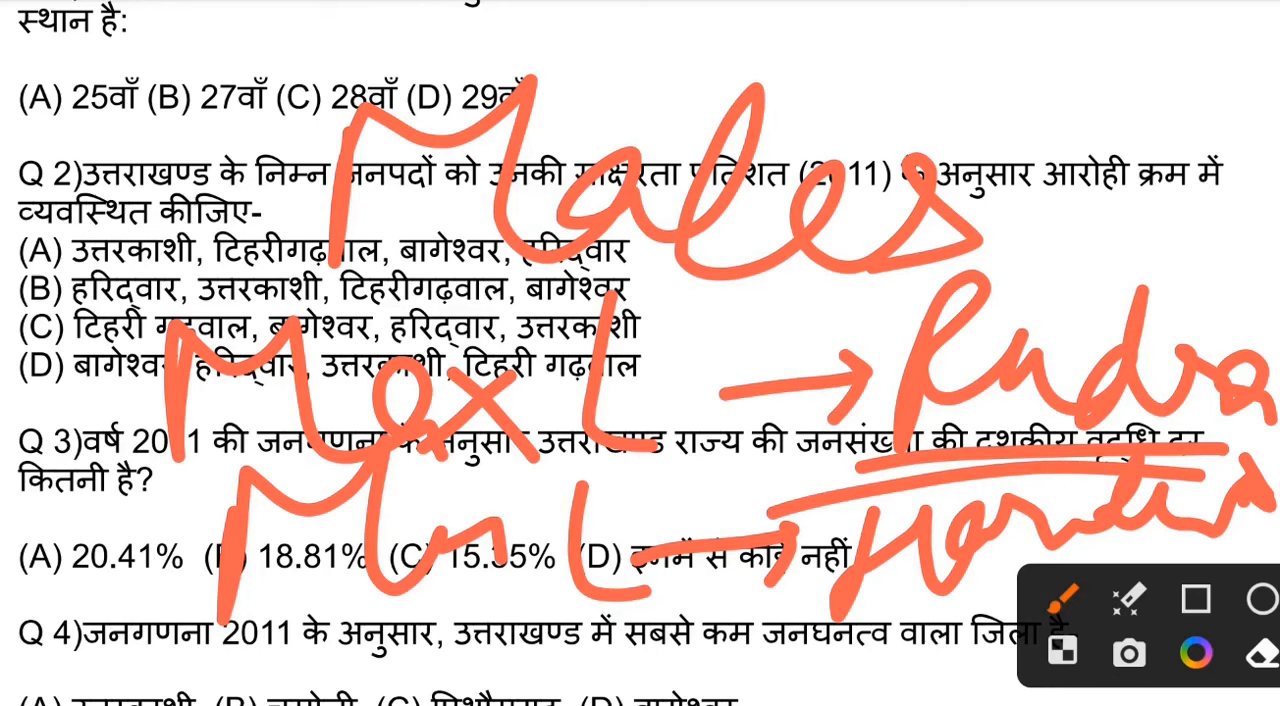 स्थान है:
(A) 25वाँ (B) 27वाँ (C) 28वाँ (D) 29वाँ
Males
Q 2)उत्तराखण्ड के निम्न जनपदों को उनकी साक्षरता प्रतिशत (2011) के अनुसार आरोही क्रम में
व्यवस्थित कीजिए-
(A) उत्तरकाशी, टिहरीगढ़वाल, बागेश्वर, हरिद्वार
(B) हरिद्वार, उत्तरकाशी, टिहरीगढ़वाल, बागेश्वर
(C) टिहरी गढ़वाल, बागेश्वर, हरिद्वार, उत्तरकाशी
(D) बागेश्वर, हरिद्वार, उत्तरकाशी, टिहरी गढ़वाल
Max L → Rudra
Q 3)वर्ष 2011 की जनगणना के अनुसार उत्तराखण्ड राज्य की जनसंख्या की दशकीय वृद्धि दर
कितनी है?
Min L →
(A) 20.41% (B) 18.81% (C) 15.35% (D) इनमें से कोई नहीं
Q 4)जनगणना 2011 के अनुसार, उत्तराखण्ड में सबसे कम जनघनत्व वाला जिला है